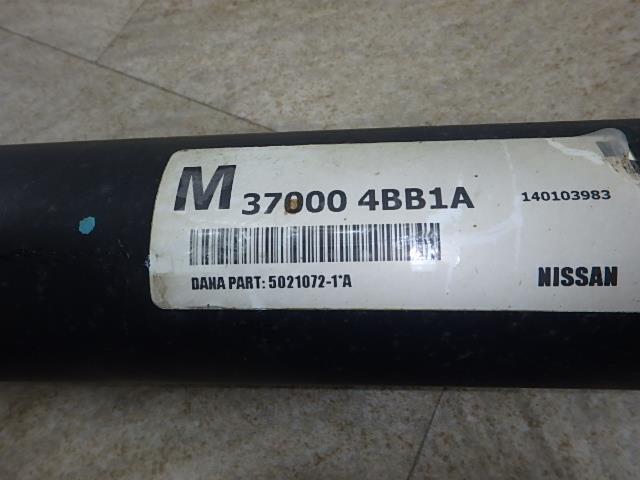 M 37000 4BB1A 140103983
DANA PART: 5021072-1*A NISSAN